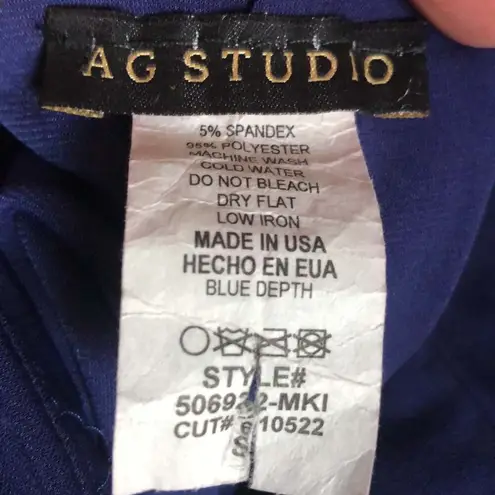 AG STUDIO
5% SPANDEX
95% POLYESTER
MACHINE WASH
COLD WATER
DO NOT BLEACH
DRY FLAT
LOW IRON
MADE IN USA
HECHO EN EUA
BLUE DEPTH
STYLE#
CUT# 10522